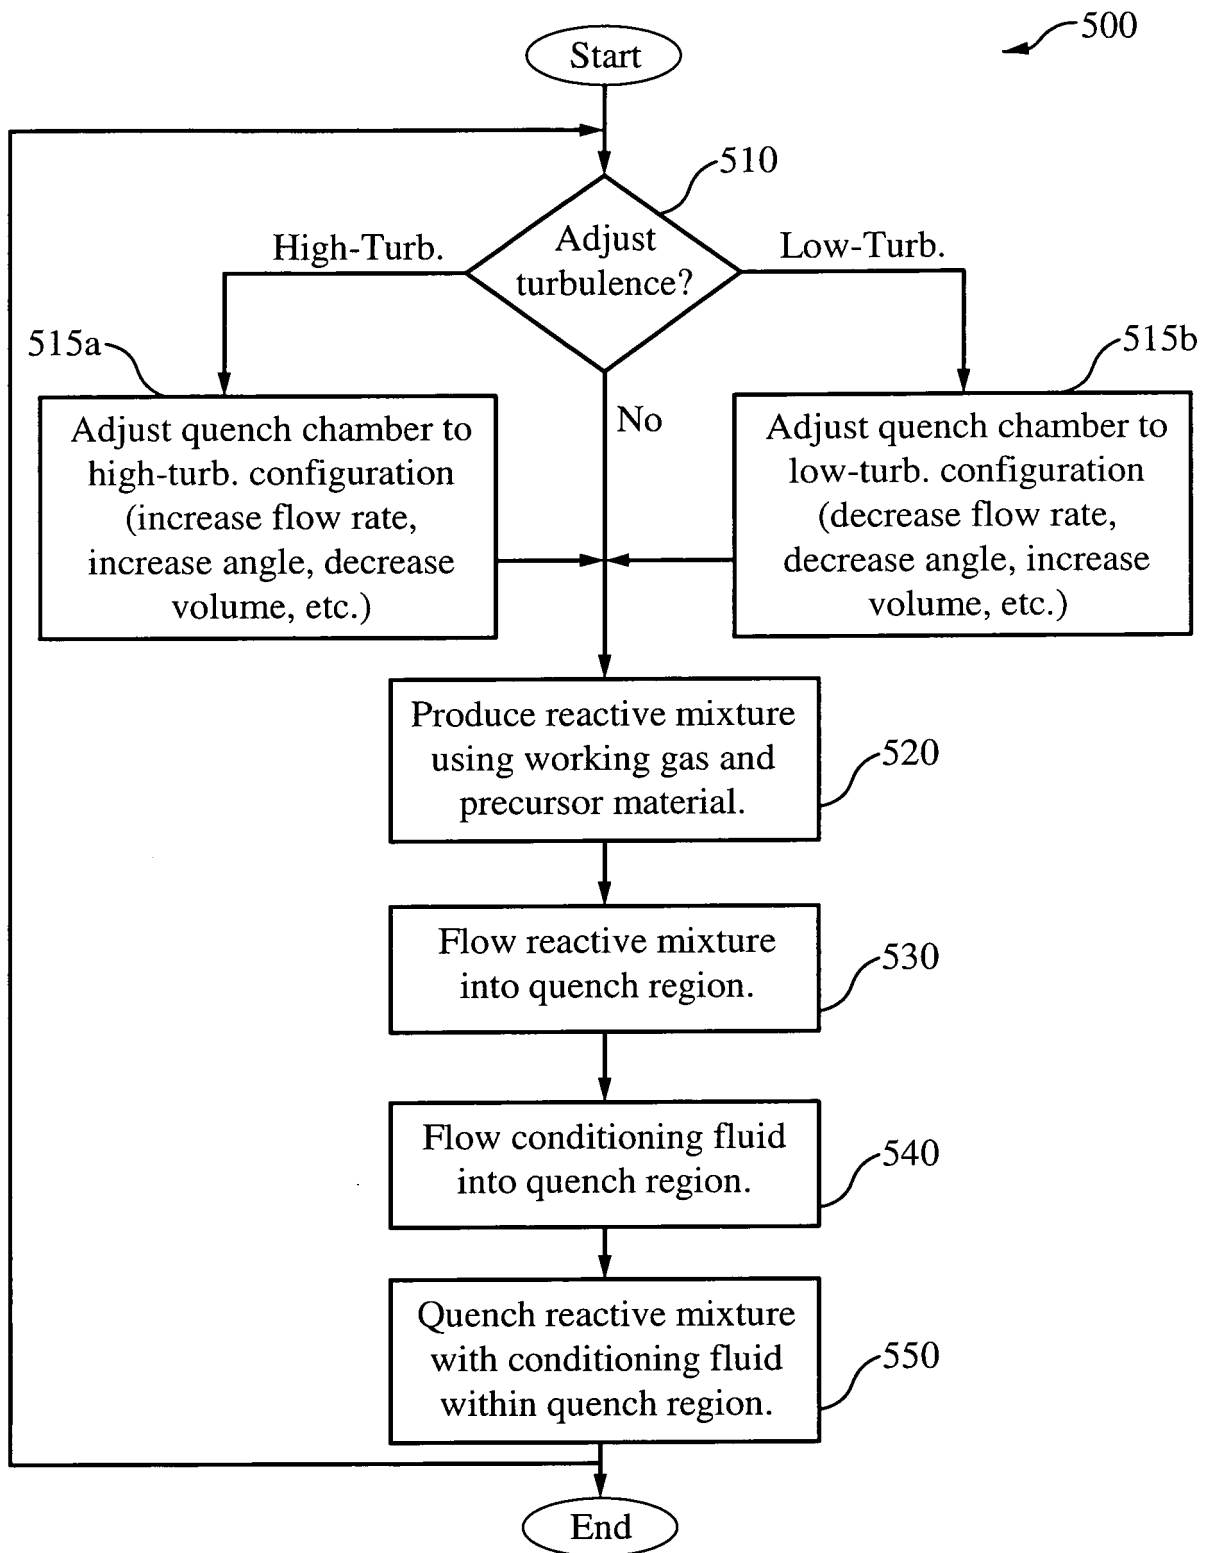 500
Start
510
Adjust
turbulence?
High-Turb.
Low-Turb.
515a
515b
No
Adjust quench chamber to
high-turb. configuration
(increase flow rate,
increase angle, decrease
volume, etc.)
Adjust quench chamber to
low-turb. configuration
(decrease flow rate,
decrease angle, increase
volume, etc.)
Produce reactive mixture
using working gas and
precursor material.
520
Flow reactive mixture
into quench region.
530
Flow conditioning fluid
into quench region.
540
Quench reactive mixture
with conditioning fluid
within quench region.
550
End